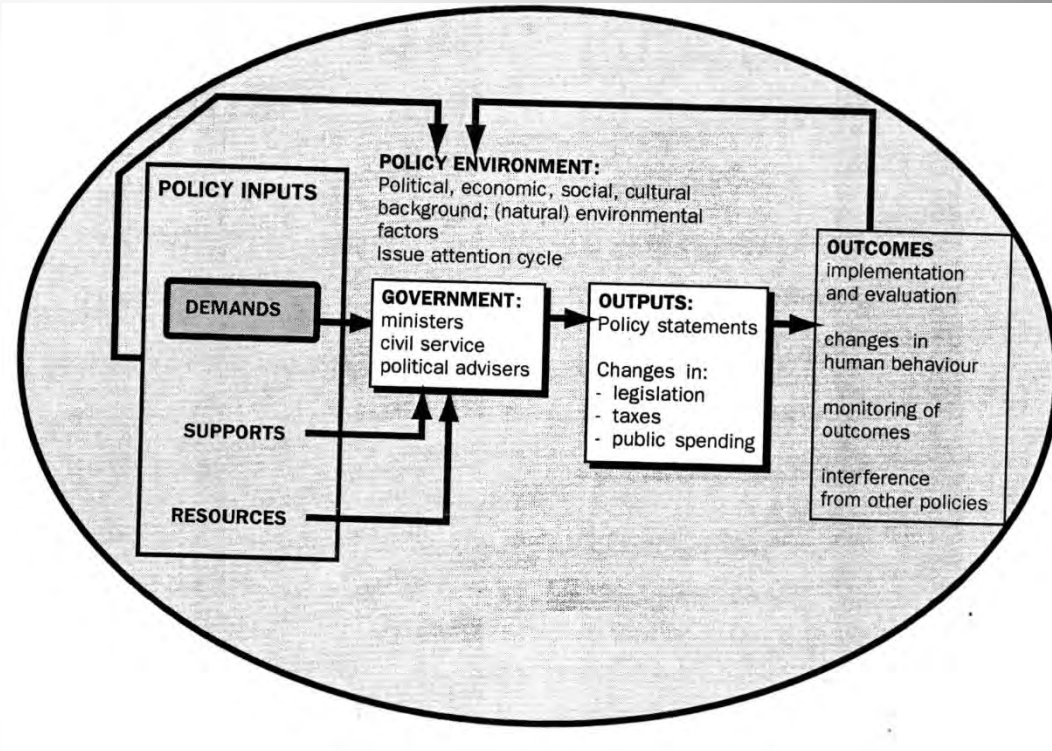 POLICY INPUTS
DEMANDS
SUPPORTS
RESOURCES
POLICY ENVIRONMENT:
Political, economic, social, cultural
background; (natural) environmental
factors
Issue attention cycle
GOVERNMENT:
ministers
civil service
political advisers
OUTPUTS:
Policy statements
Changes in:
- legislation
- taxes
- public spending
OUTCOMES
implementation
and evaluation
changes in
human behaviour
monitoring of
outcomes
interference
from other policies